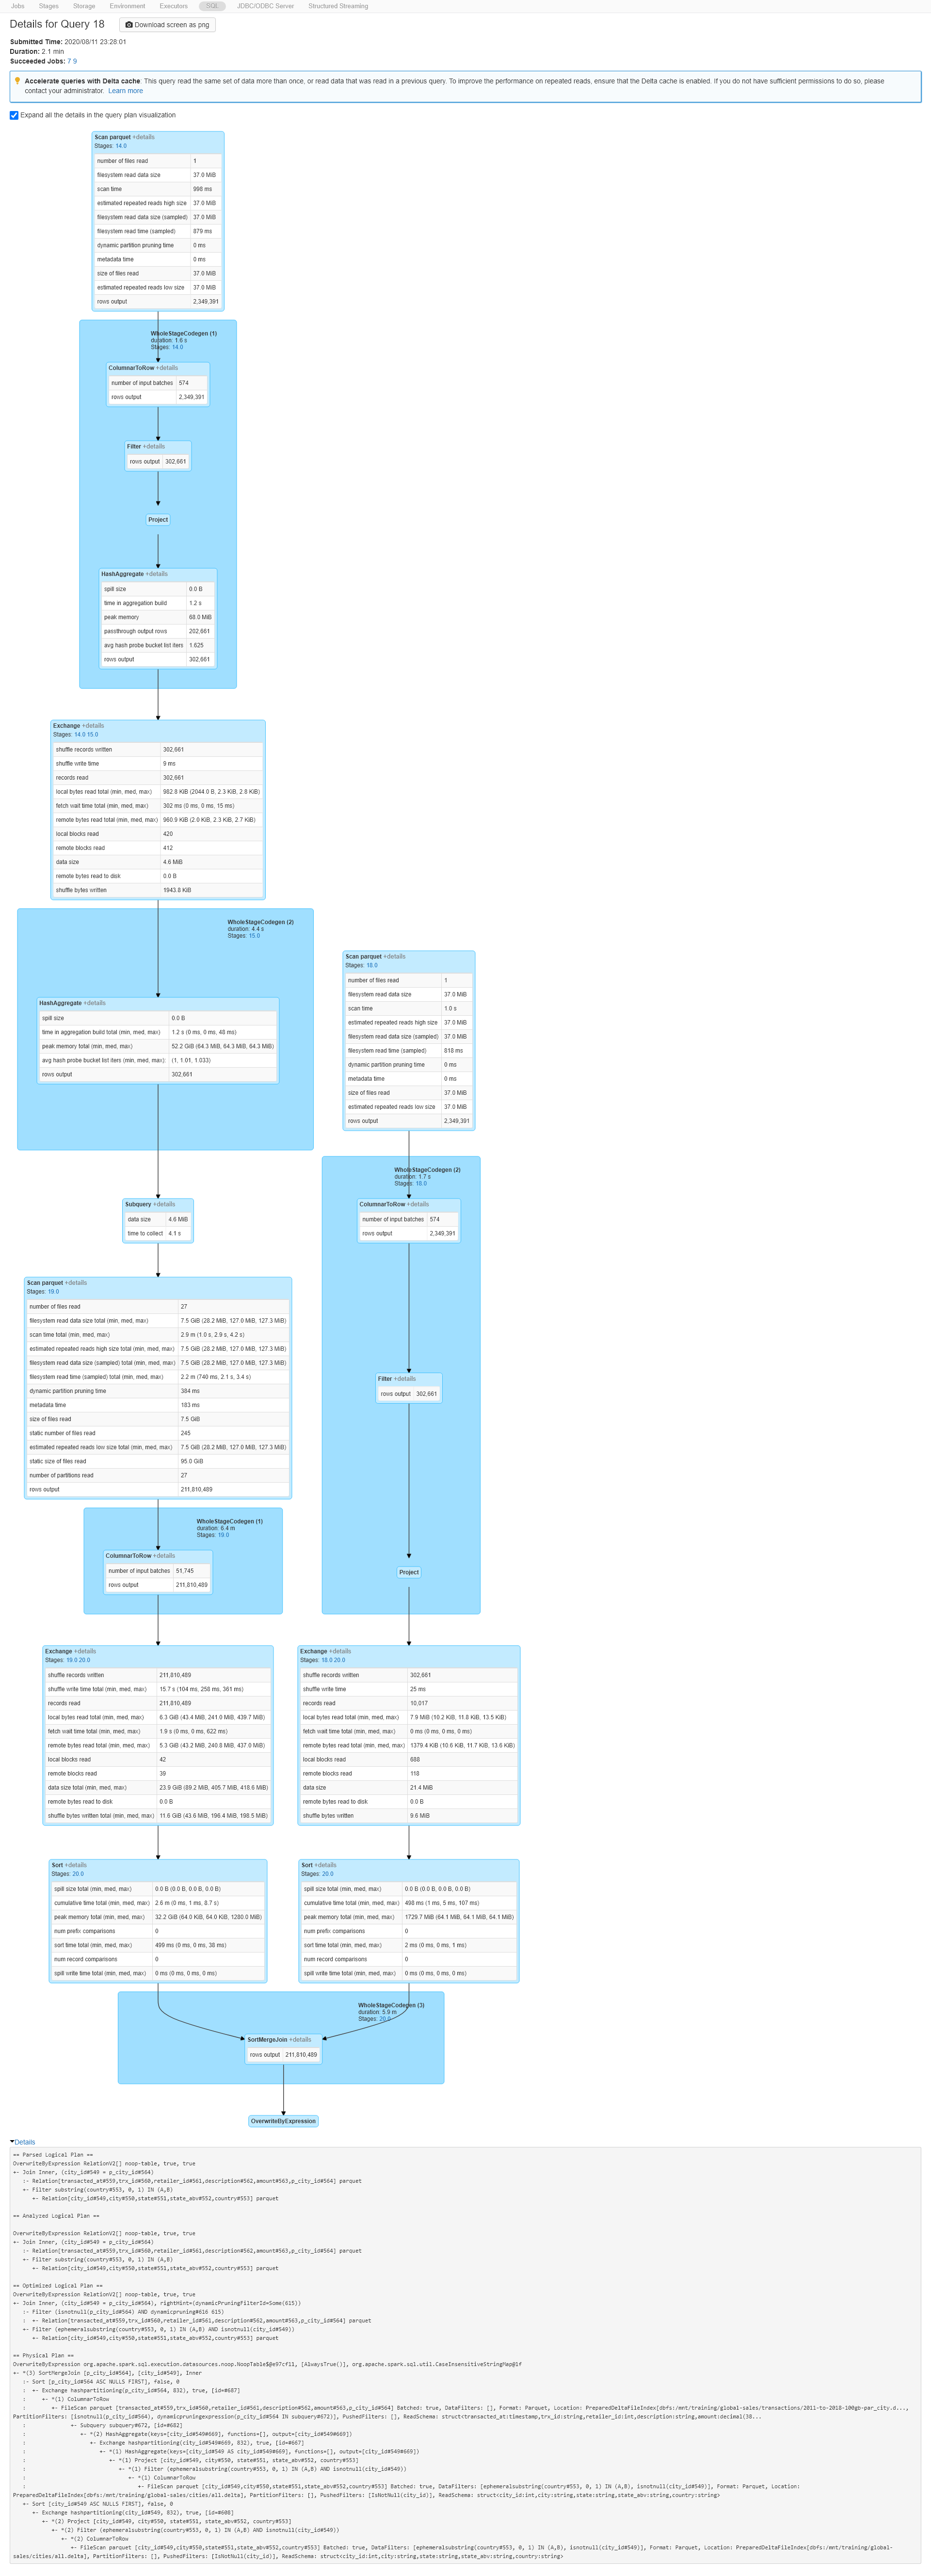 Jobs Stages Storage Environment Executors SQL JDBC/ODBC Server Structured Streaming
Details for Query 18
Download screen as png
Submitted Time: 2020/08/11 23:28:01
Duration: 2.1 min
Succeeded Jobs: 7 9
Accelerate queries with Delta cache: This query read the same set of data more than once, or read data that was read in a previous query. To improve the performance on repeated reads, ensure that the Delta cache is enabled. If you do not have sufficient permissions to do so, please
contact your administrator. Learn more
Expand all the details in the query plan visualization
Scan parquet +details
Stages: 14.0
number of files read 1
filesystem read data size 37.0 MiB
scan time 998 ms
estimated repeated reads high size 37.0 MiB
filesystem read data size (sampled) 37.0 MiB
filesystem read time (sampled) 879 ms
dynamic partition pruning time 0 ms
metadata time 0 ms
size of files read 37.0 MiB
estimated repeated reads low size 37.0 MiB
rows output 2,349,391
WholeStageCodegen (1)
duration: 1.6 s
Stages: 14.0
ColumnarToRow +details
number of input batches 574
rows output 2,349,391
Filter +details
rows output 302,661
Project
HashAggregate +details
spill size 0.0 B
time in aggregation build 1.2 s
peak memory 68.0 MiB
passthrough output rows 202,661
avg hash probe bucket list iters 1.625
rows output 302,661
Exchange +details
Stages: 14.0 15.0
shuffle records written 302,661
shuffle write time 9 ms
records read 302,661
local bytes read total (min, med, max) 982.8 KiB (2044.0 B, 2.3 KiB, 2.8 KiB)
fetch wait time total (min, med, max) 302 ms (0 ms, 0 ms, 15 ms)
remote bytes read total (min, med, max) 960.9 KiB (2.0 KiB, 2.3 KiB, 2.7 KiB)
local blocks read 420
remote blocks read 412
data size 4.6 MiB
remote bytes read to disk 0.0 B
shuffle bytes written 1943.8 KiB
WholeStageCodegen (2)
duration: 4.4 s
Stages: 15.0
HashAggregate +details
spill size 0.0 B
time in aggregation build total (min, med, max) 1.2 s (0 ms, 0 ms, 48 ms)
peak memory total (min, med, max) 52.2 GiB (64.3 MiB, 64.3 MiB, 64.3 MiB)
avg hash probe bucket list iters (min, med, max): (1, 1.01, 1.033)
rows output 302,661
Scan parquet +details
Stages: 18.0
number of files read 1
filesystem read data size 37.0 MiB
scan time 1.0 s
estimated repeated reads high size 37.0 MiB
filesystem read data size (sampled) 37.0 MiB
filesystem read time (sampled) 818 ms
dynamic partition pruning time 0 ms
metadata time 0 ms
size of files read 37.0 MiB
estimated repeated reads low size 37.0 MiB
rows output 2,349,391
WholeStageCodegen (2)
duration: 1.7 s
Stages: 18.0
ColumnarToRow +details
number of input batches 574
rows output 2,349,391
Subquery +details
data size 4.6 MiB
time to collect 4.1 s
Scan parquet +details
Stages: 19.0
number of files read 27
filesystem read data size total (min, med, max) 7.5 GiB (28.2 MiB, 127.0 MiB, 127.3 MiB)
scan time total (min, med, max) 2.9 m (1.0 s, 2.9 s, 4.2 s)
estimated repeated reads high size total (min, med, max) 7.5 GiB (28.2 MiB, 127.0 MiB, 127.3 MiB)
filesystem read data size (sampled) total (min, med, max) 7.5 GiB (28.2 MiB, 127.0 MiB, 127.3 MiB)
filesystem read time (sampled) total (min, med, max) 2.2 m (740 ms, 2.1 s, 3.4 s)
dynamic partition pruning time 384 ms
metadata time 183 ms
size of files read 7.5 GiB
static number of files read 245
estimated repeated reads low size total (min, med, max) 7.5 GiB (28.2 MiB, 127.0 MiB, 127.3 MiB)
static size of files read 95.0 GiB
number of partitions read 27
rows output 211,810,489
Filter +details
rows output 302,661
WholeStageCodegen (1)
duration: 6.4 m
Stages: 19.0
ColumnarToRow +details
number of input batches 51,745
rows output 211,810,489
Project
Exchange +details
Stages: 19.0 20.0
shuffle records written 211,810,489
shuffle write time total (min, med, max) 15.7 s (104 ms, 258 ms, 361 ms)
records read 211,810,489
local bytes read total (min, med, max) 6.3 GiB (43.4 MiB, 241.0 MiB, 439.7 MiB)
fetch wait time total (min, med, max) 1.9 s (0 ms, 0 ms, 622 ms)
remote bytes read total (min, med, max) 5.3 GiB (43.2 MiB, 240.8 MiB, 437.0 MiB)
local blocks read 42
remote blocks read 39
data size total (min, med, max) 23.9 GiB (89.2 MiB, 405.7 MiB, 418.6 MiB)
remote bytes read to disk 0.0 B
shuffle bytes written total (min, med, max) 11.6 GiB (43.6 MiB, 196.4 MiB, 198.5 MiB)
Exchange +details
Stages: 18.0 20.0
shuffle records written 302,661
shuffle write time 25 ms
records read 10,017
local bytes read total (min, med, max) 7.9 MiB (10.2 KiB, 11.8 KiB, 13.5 KiB)
fetch wait time total (min, med, max) 0 ms (0 ms, 0 ms, 0 ms)
remote bytes read total (min, med, max) 1379.4 KiB (10.6 KiB, 11.7 KiB, 13.6 KiB)
local blocks read 688
remote blocks read 118
data size 21.4 MiB
remote bytes read to disk 0.0 B
shuffle bytes written 9.6 MiB
Sort +details
Stages: 20.0
spill size total (min, med, max) 0.0 B (0.0 B, 0.0 B, 0.0 B)
cumulative time total (min, med, max) 2.6 m (0 ms, 1 ms, 8.7 s)
peak memory total (min, med, max) 32.2 GiB (64.0 KiB, 64.0 KiB, 1280.0 MiB)
num prefix comparisons 0
sort time total (min, med, max) 499 ms (0 ms, 0 ms, 38 ms)
num record comparisons 0
spill write time total (min, med, max) 0 ms (0 ms, 0 ms, 0 ms)
Sort +details
Stages: 20.0
spill size total (min, med, max) 0.0 B (0.0 B, 0.0 B, 0.0 B)
cumulative time total (min, med, max) 498 ms (1 ms, 5 ms, 107 ms)
peak memory total (min, med, max) 1729.7 MiB (64.1 MiB, 64.1 MiB, 64.1 MiB)
num prefix comparisons 0
sort time total (min, med, max) 2 ms (0 ms, 0 ms, 1 ms)
num record comparisons 0
spill write time total (min, med, max) 0 ms (0 ms, 0 ms, 0 ms)
WholeStageCodegen (3)
duration: 5.9 m
Stages: 20.0
SortMergeJoin +details
rows output 211,810,489
OverwriteByExpression
Details
== Parsed Logical Plan ==
OverwriteByExpression RelationV2[] noop-table, true, true
+- Join Inner, (city_id#549 = p_city_id#564)
:- Relation[transacted_at#559,trx_id#560,retailer_id#561,description#562,amount#563,p_city_id#564] parquet
+- Filter substring(country#553, 0, 1) IN (A,B)
+- Relation[city_id#549,city#550,state#551,state_abv#552,country#553] parquet
== Analyzed Logical Plan ==
OverwriteByExpression RelationV2[] noop-table, true, true
+- Join Inner, (city_id#549 = p_city_id#564)
:- Relation[transacted_at#559,trx_id#560,retailer_id#561,description#562,amount#563,p_city_id#564] parquet
+- Filter substring(country#553, 0, 1) IN (A,B)
+- Relation[city_id#549,city#550,state#551,state_abv#552,country#553] parquet
== Optimized Logical Plan ==
OverwriteByExpression RelationV2[] noop-table, true, true
+- Join Inner, (city_id#549 = p_city_id#564), rightHint=(dynamicPruningFilterId=Some(615))
:- Filter (isnotnull(p_city_id#564) AND dynamicpruning#616 615)
: +- Relation[transacted_at#559,trx_id#560,retailer_id#561,description#562,amount#563,p_city_id#564] parquet
+- Filter (ephemeralsubstring(country#553, 0, 1) IN (A,B) AND isnotnull(city_id#549))
+- Relation[city_id#549,city#550,state#551,state_abv#552,country#553] parquet
== Physical Plan ==
OverwriteByExpression org.apache.spark.sql.execution.datasources.noop.NoopTable$@e97cf11, [AlwaysTrue()], org.apache.spark.sql.util.CaseInsensitiveStringMap@1f
+- *(3) SortMergeJoin [p_city_id#564], [city_id#549], Inner
:- Sort [p_city_id#564 ASC NULLS FIRST], false, 0
: +- Exchange hashpartitioning(p_city_id#564, 832), true, [id=#687]
: +- *(1) ColumnarToRow
: +- FileScan parquet [transacted_at#559,trx_id#560,retailer_id#561,description#562,amount#563,p_city_id#564] Batched: true, DataFilters: [], Format: Parquet, Location: PreparedDeltaFileIndex[dbfs:/mnt/training/global-sales/transactions/2011-to-2018-100gb-par_city.d...,
PartitionFilters: [isnotnull(p_city_id#564), dynamicpruningexpression(p_city_id#564 IN subquery#672)], PushedFilters: [], ReadSchema: struct<transacted_at:timestamp,trx_id:string,retailer_id:int,description:string,amount:decimal(38...
: +- Subquery subquery#672, [id=#682]
: +- *(2) HashAggregate(keys=[city_id#549#669], functions=[], output=[city_id#549#669])
: +- Exchange hashpartitioning(city_id#549#669, 832), true, [id=#667]
: +- *(1) HashAggregate(keys=[city_id#549 AS city_id#549#669], functions=[], output=[city_id#549#669])
: +- *(1) Project [city_id#549, city#550, state#551, state_abv#552, country#553]
: +- *(1) Filter (ephemeralsubstring(country#553, 0, 1) IN (A,B) AND isnotnull(city_id#549))
: +- *(1) ColumnarToRow
: +- FileScan parquet [city_id#549,city#550,state#551,state_abv#552,country#553] Batched: true, DataFilters: [ephemeralsubstring(country#553, 0, 1) IN (A,B), isnotnull(city_id#549)], Format: Parquet, Location:
PreparedDeltaFileIndex[dbfs:/mnt/training/global-sales/cities/all.delta], PartitionFilters: [], PushedFilters: [IsNotNull(city_id)], ReadSchema: struct<city_id:int,city:string,state:string,state_abv:string,country:string>
+- Sort [city_id#549 ASC NULLS FIRST], false, 0
+- Exchange hashpartitioning(city_id#549, 832), true, [id=#608]
+- *(2) Project [city_id#549, city#550, state#551, state_abv#552, country#553]
+- *(2) Filter (ephemeralsubstring(country#553, 0, 1) IN (A,B) AND isnotnull(city_id#549))
+- *(2) ColumnarToRow
+- FileScan parquet [city_id#549,city#550,state#551,state_abv#552,country#553] Batched: true, DataFilters: [ephemeralsubstring(country#553, 0, 1) IN (A,B), isnotnull(city_id#549)], Format: Parquet, Location: PreparedDeltaFileIndex[dbfs:/mnt/training/global-
sales/cities/all.delta], PartitionFilters: [], PushedFilters: [IsNotNull(city_id)], ReadSchema: struct<city_id:int,city:string,state:string,state_abv:string,country:string>